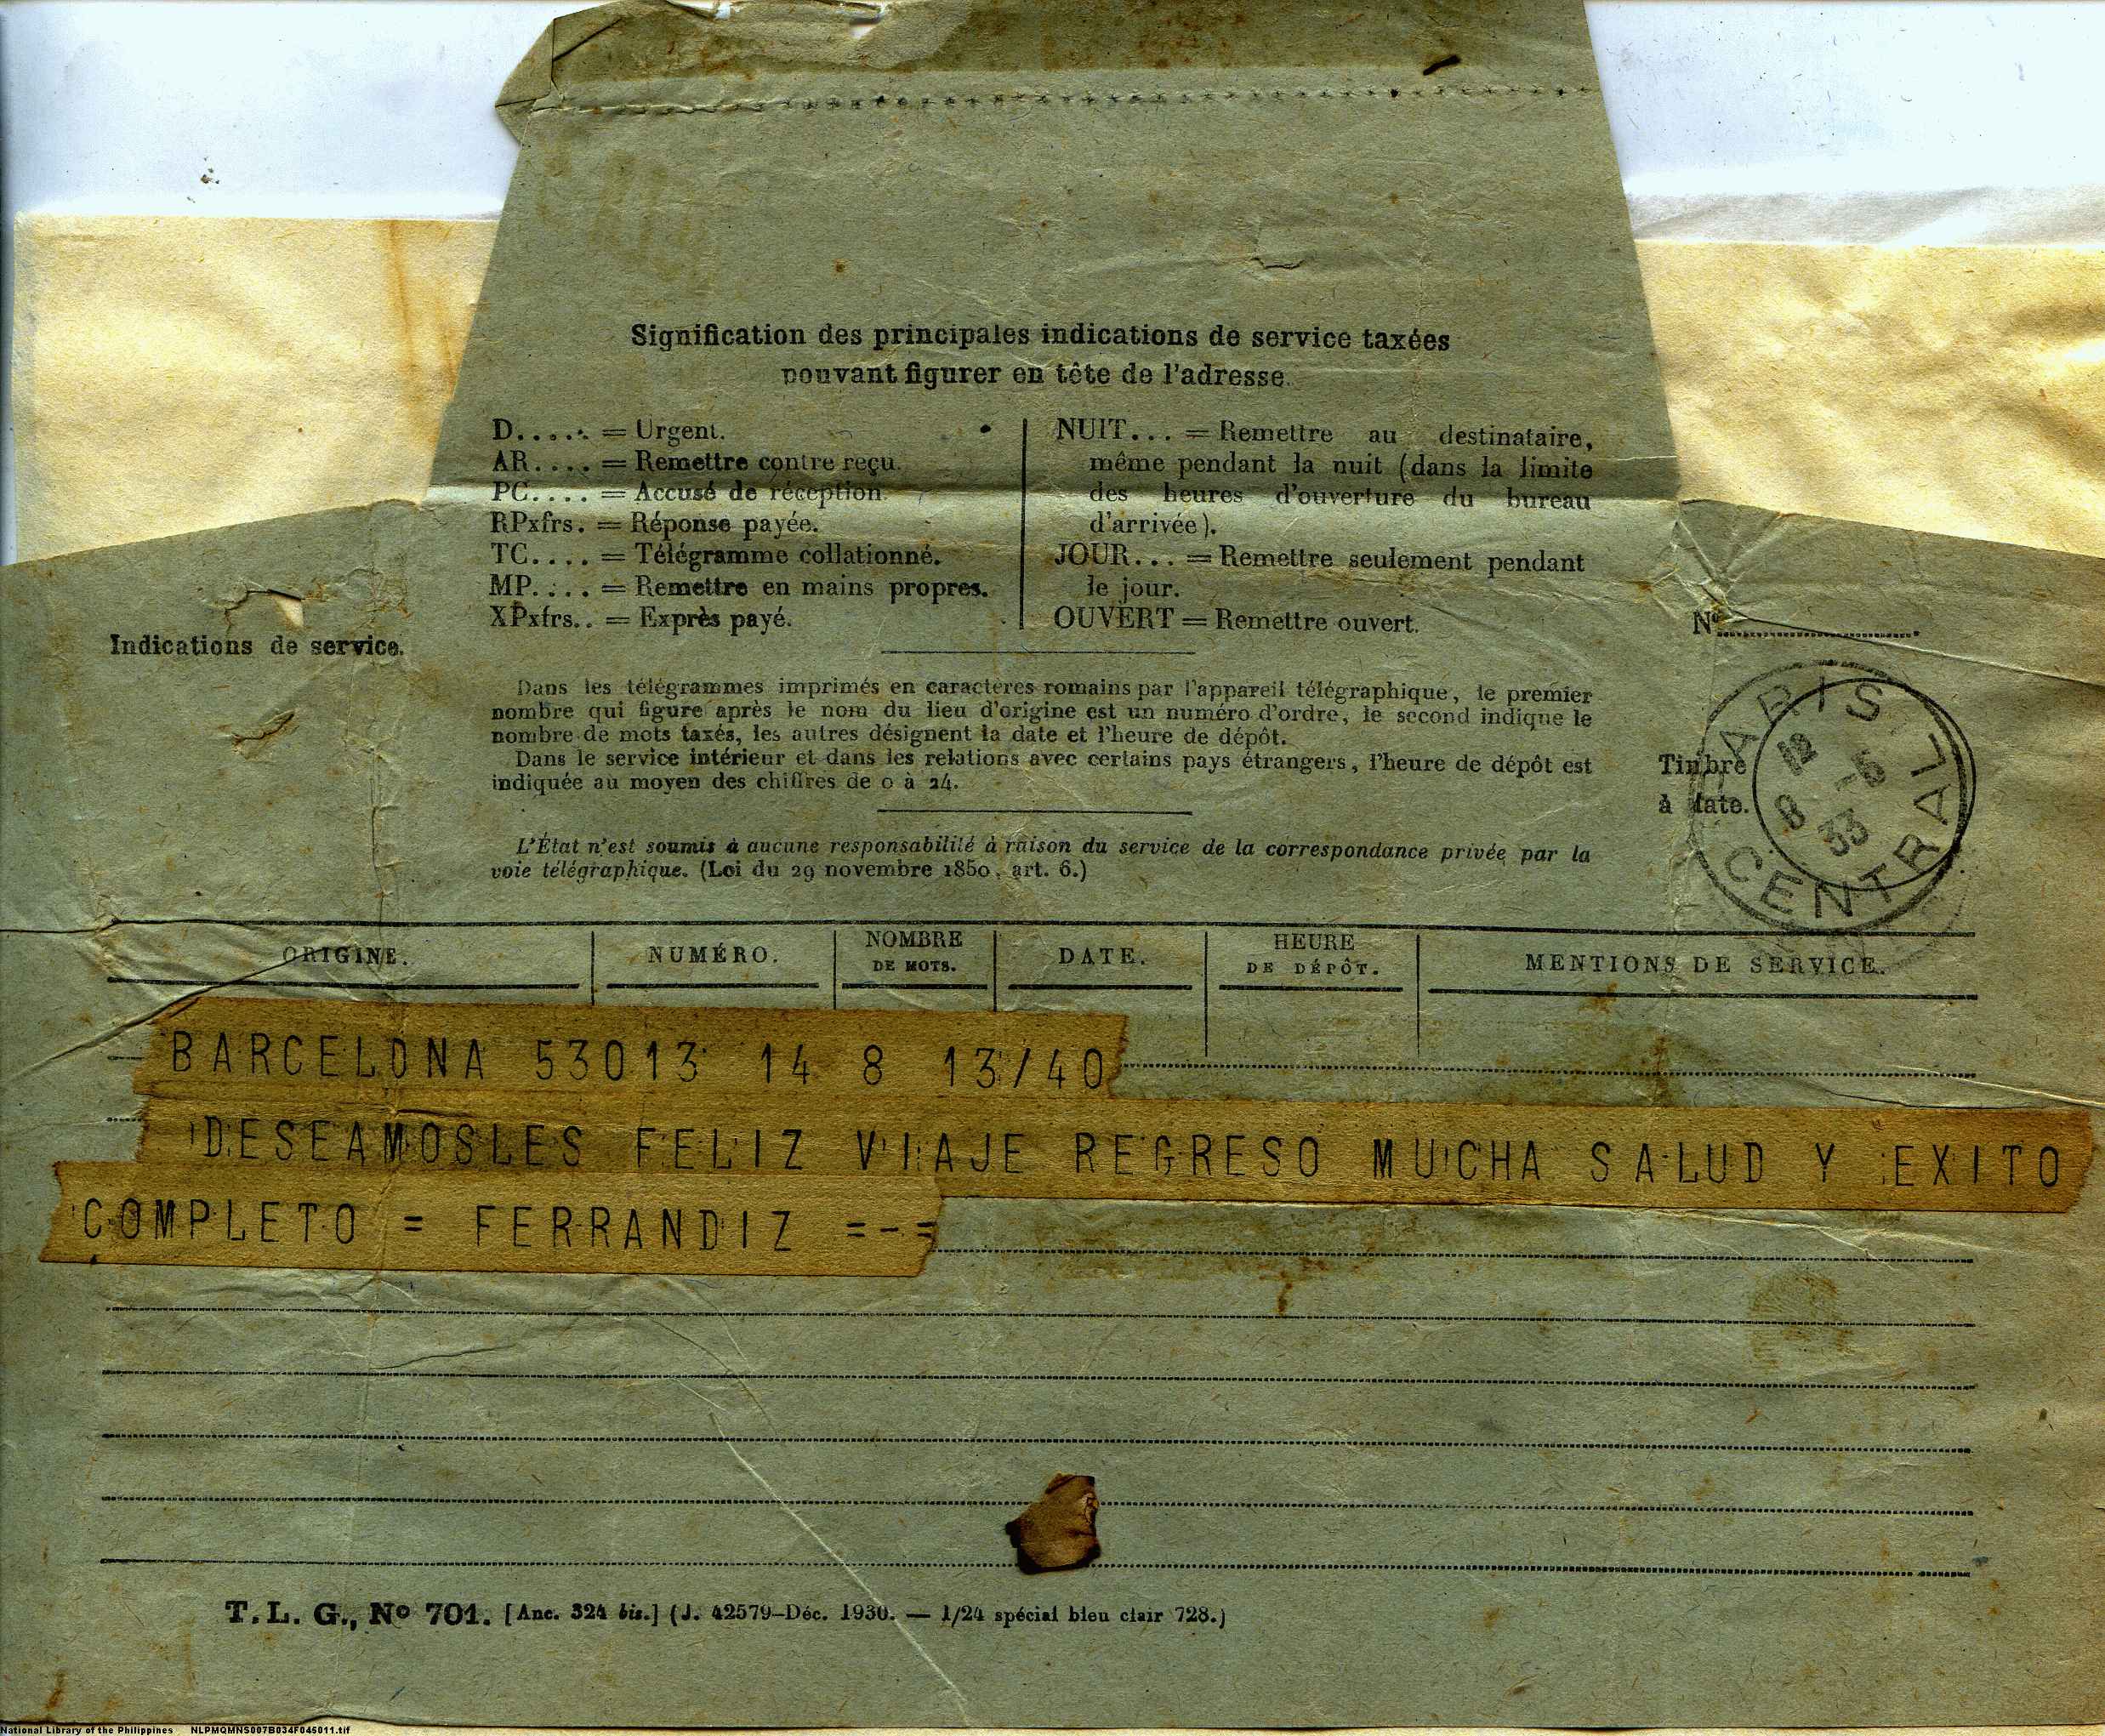 Signification des principales indications de service taxées
pouvant figurer en tête de l'adresse.
D...... = Urgent.
AR.... = Remettre contre reçu.
PC.... = Accusé de réception.
RPxfrs. = Réponse payée.
TC.... = Télégramme collationné.
MP.... = Remettre en mains propres.
XPxfrs.. = Exprès payé.
NUIT... = Remettre au destinataire,
même pendant la nuit (dans la limite
des heures d'ouverture du bureau
d'arrivée).
JOUR... = Remettre seulement pendant
le jour.
OUVERT = Remettre ouvert.
Indications de service.
Nº
Dans les télégrammes imprimés en caractères romains par l'appareil télégraphique, le premier
nombre qui figure après le nom du lieu d'origine est un numéro d'ordre, le second indique le
nombre de mots taxés, les autres désignent la date et l'heure de dépôt.
Dans le service intérieur et dans les relations avec certains pays étrangers, l'heure de dépôt est
indiquée au moyen des chiffres de 0 à 24.
Timbre
à date.
PARIS CENTRAL
12 -5
8 33
L'État n'est soumis à aucune responsabilité à raison du service de la correspondance privée par la
voie télégraphique. (Loi du 29 novembre 1850, art. 6.)
ORIGINE. NUMÉRO. NOMBRE DE MOTS. DATE. HEURE DE DÉPÔT. MENTIONS DE SERVICE.
BARCELONA 53013 14 8 13/40
DESEAMOSLES FELIZ VIAJE REGRESO MUCHA SALUD Y EXITO
COMPLETO = FERRANDIZ =-=
T.L.G., Nº 701. [Anc. 324 bis.] (J. 42579-Déc. 1930. — 1/24 spécial bleu clair 728.)
National Library of the Philippines NLPMQMNS007B034F045011.tif